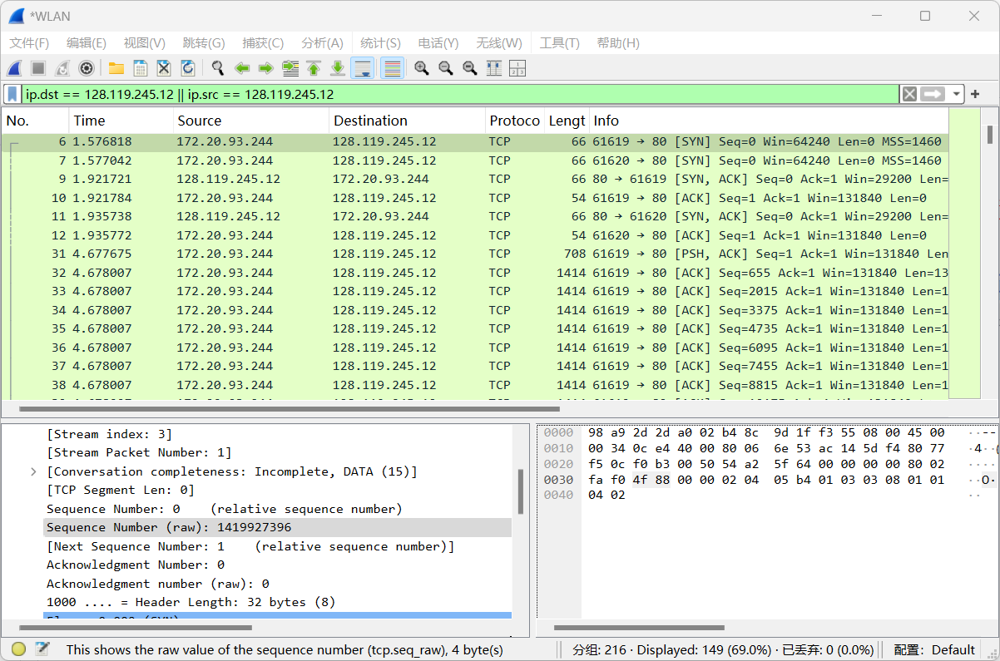 *WLAN
文件(F) 编辑(E) 视图(V) 跳转(G) 捕获(C) 分析(A) 统计(S) 电话(Y) 无线(W) 工具(T) 帮助(H)
ip.dst == 128.119.245.12 || ip.src == 128.119.245.12
No. Time Source Destination Protoco Lengt Info
6 1.576818 172.20.93.244 128.119.245.12 TCP 66 61619 → 80 [SYN] Seq=0 Win=64240 Len=0 MSS=1460
7 1.577042 172.20.93.244 128.119.245.12 TCP 66 61620 → 80 [SYN] Seq=0 Win=64240 Len=0 MSS=1460
9 1.921721 128.119.245.12 172.20.93.244 TCP 66 80 → 61619 [SYN, ACK] Seq=0 Ack=1 Win=29200 Len=
10 1.921784 172.20.93.244 128.119.245.12 TCP 54 61619 → 80 [ACK] Seq=1 Ack=1 Win=131840 Len=0
11 1.935738 128.119.245.12 172.20.93.244 TCP 66 80 → 61620 [SYN, ACK] Seq=0 Ack=1 Win=29200 Len=
12 1.935772 172.20.93.244 128.119.245.12 TCP 54 61620 → 80 [ACK] Seq=1 Ack=1 Win=131840 Len=0
31 4.677675 172.20.93.244 128.119.245.12 TCP 708 61619 → 80 [PSH, ACK] Seq=1 Ack=1 Win=131840 Len
32 4.678007 172.20.93.244 128.119.245.12 TCP 1414 61619 → 80 [ACK] Seq=655 Ack=1 Win=131840 Len=13
33 4.678007 172.20.93.244 128.119.245.12 TCP 1414 61619 → 80 [ACK] Seq=2015 Ack=1 Win=131840 Len=1
34 4.678007 172.20.93.244 128.119.245.12 TCP 1414 61619 → 80 [ACK] Seq=3375 Ack=1 Win=131840 Len=1
35 4.678007 172.20.93.244 128.119.245.12 TCP 1414 61619 → 80 [ACK] Seq=4735 Ack=1 Win=131840 Len=1
36 4.678007 172.20.93.244 128.119.245.12 TCP 1414 61619 → 80 [ACK] Seq=6095 Ack=1 Win=131840 Len=1
37 4.678007 172.20.93.244 128.119.245.12 TCP 1414 61619 → 80 [ACK] Seq=7455 Ack=1 Win=131840 Len=1
38 4.678007 172.20.93.244 128.119.245.12 TCP 1414 61619 → 80 [ACK] Seq=8815 Ack=1 Win=131840 Len=1
[Stream index: 3]
[Stream Packet Number: 1]
[Conversation completeness: Incomplete, DATA (15)]
[TCP Segment Len: 0]
Sequence Number: 0 (relative sequence number)
Sequence Number (raw): 1419927396
[Next Sequence Number: 1 (relative sequence number)]
Acknowledgment Number: 0
Acknowledgment number (raw): 0
1000 .... = Header Length: 32 bytes (8)
0000 98 a9 2d 2d a0 02 b4 8c 9d 1f f3 55 08 00 45 00 ··--
0010 00 34 0c e4 40 00 80 06 6e 53 ac 14 5d f4 80 77 ·4··
0020 f5 0c f0 b3 00 50 54 a2 5f 64 00 00 00 00 80 02 ····
0030 fa f0 4f 88 00 00 02 04 05 b4 01 03 03 08 01 01 ··O·
0040 04 02 ··
This shows the raw value of the sequence number (tcp.seq_raw), 4 byte(s)
分组: 216 · Displayed: 149 (69.0%) · 已丢弃: 0 (0.0%)
配置: Default